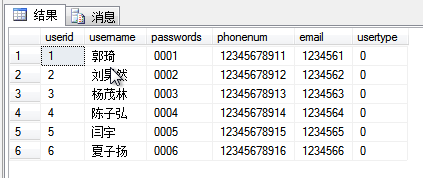 结果 消息
userid username passwords phonenum email usertype
1 1 郭琦 0001 12345678911 1234561 0
2 2 刘 然 0002 12345678912 1234562 0
3 3 杨茂林 0003 12345678913 1234563 0
4 4 陈子弘 0004 12345678914 1234564 0
5 5 闫宇 0005 12345678915 1234565 0
6 6 夏子扬 0006 12345678916 1234566 0